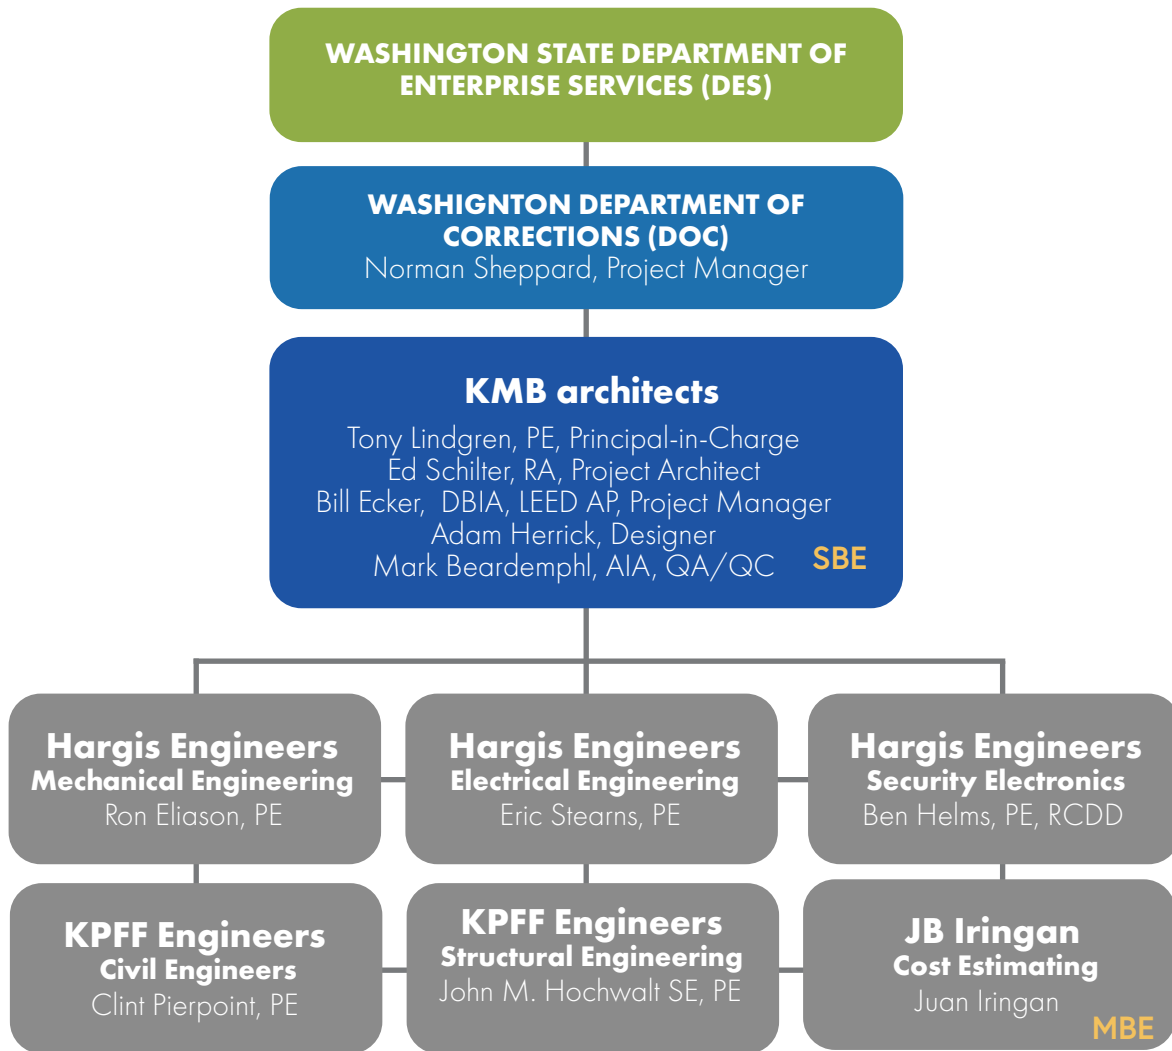 WASHINGTON STATE DEPARTMENT OF
ENTERPRISE SERVICES (DES)
WASHIGNTON DEPARTMENT OF
CORRECTIONS (DOC)
Norman Sheppard, Project Manager
KMB architects
Tony Lindgren, PE, Principal-in-Charge
Ed Schilter, RA, Project Architect
Bill Ecker, DBIA, LEED AP, Project Manager
Adam Herrick, Designer
Mark Beardemphl, AIA, QA/QC
SBE
Hargis Engineers
Mechanical Engineering
Ron Eliason, PE
Hargis Engineers
Electrical Engineering
Eric Stearns, PE
Hargis Engineers
Security Electronics
Ben Helms, PE, RCDD
KPFF Engineers
Civil Engineers
Clint Pierpoint, PE
KPFF Engineers
Structural Engineering
John M. Hochwalt SE, PE
JB Iringan
Cost Estimating
Juan Iringan
MBE